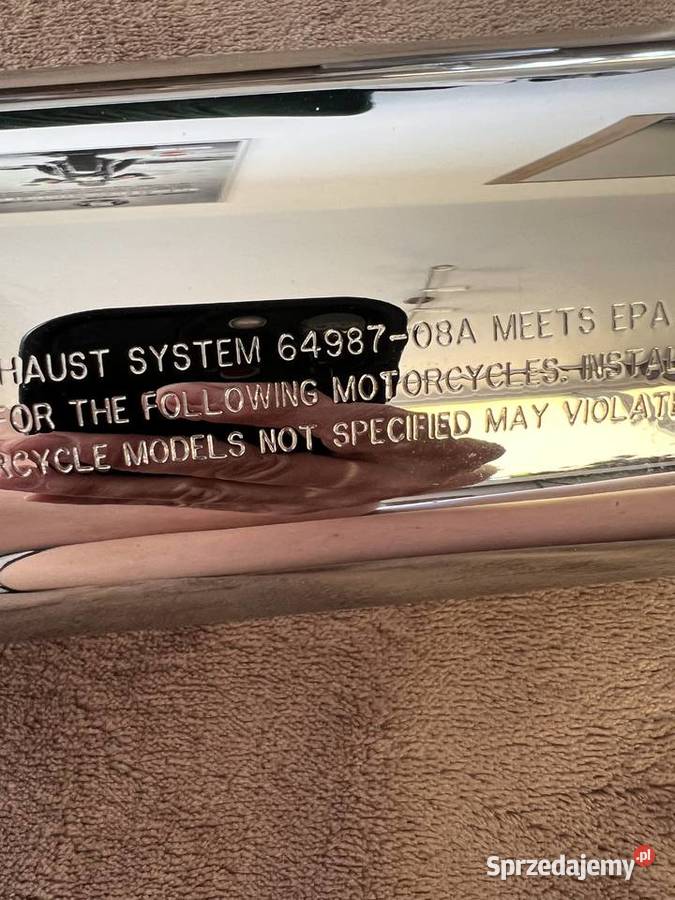 HAUST SYSTEM 64987-08A MEETS EPA
FOR THE FOLLOWING MOTORCYCLES. INSTAL
RCYCLE MODELS NOT SPECIFIED MAY VIOLATE
Sprzedajemy.pl